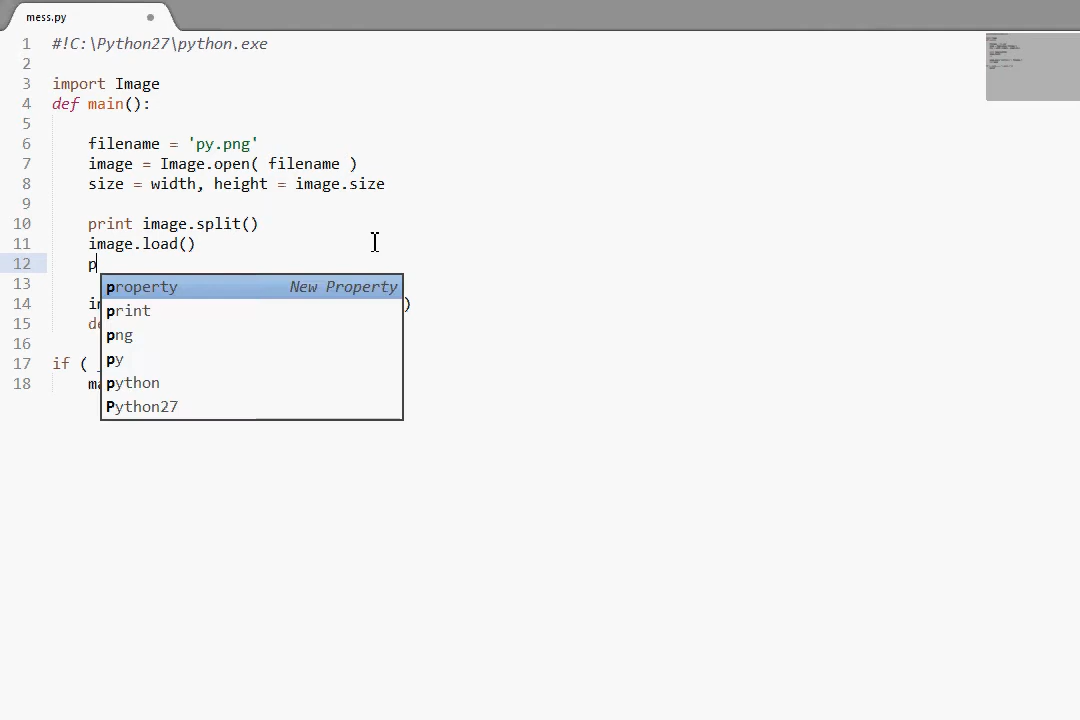 mess.py
1 #!C:\Python27\python.exe
2
3 import Image
4 def main():
5
6 filename = 'py.png'
7 image = Image.open( filename )
8 size = width, height = image.size
9
10 print image.split()
11 image.load()
12 p
13
14 i )
15 de
16
17 if (
18 ma
property New Property
print
png
py
python
Python27